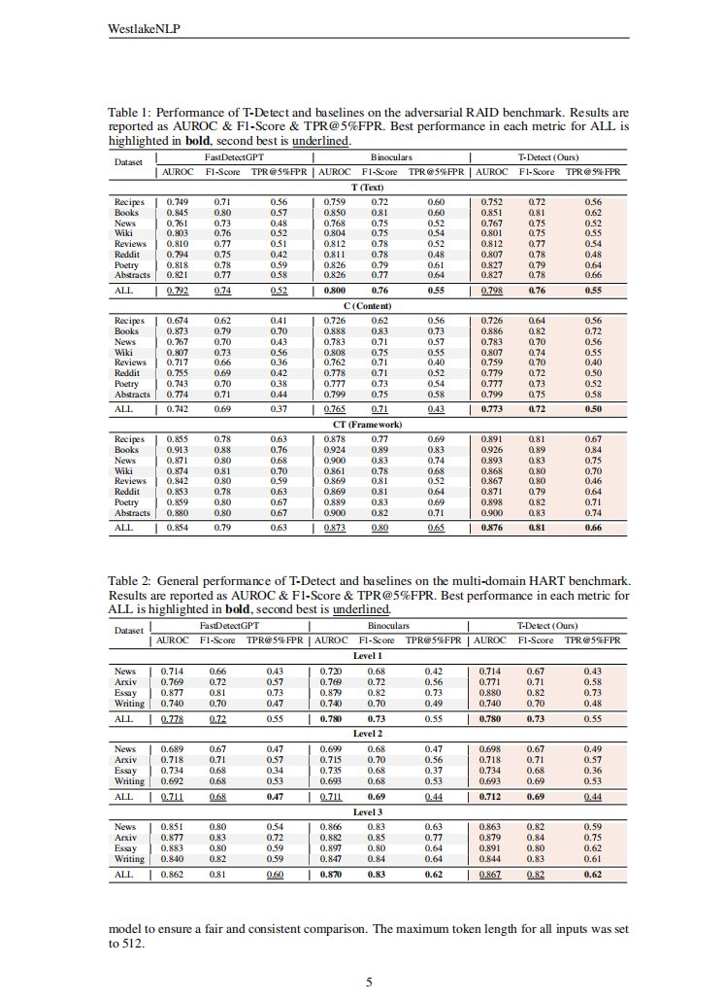 WestlakeNLP
Table 1: Performance of T-Detect and baselines on the adversarial RAID benchmark. Results are
reported as AUROC & F1-Score & TPR@5%FPR. Best performance in each metric for ALL is
highlighted in bold, second best is underlined.
Dataset FastDetectGPT Binoculars T-Detect (Ours)
AUROC F1-Score TPR@5%FPR AUROC F1-Score TPR@5%FPR AUROC F1-Score TPR@5%FPR
T (Text)
Recipes 0.749 0.71 0.56 0.759 0.72 0.60 0.752 0.72 0.56
Books 0.845 0.80 0.57 0.850 0.81 0.60 0.851 0.81 0.62
News 0.761 0.73 0.48 0.768 0.75 0.52 0.767 0.75 0.52
Wiki 0.803 0.76 0.52 0.804 0.75 0.54 0.801 0.75 0.55
Reviews 0.810 0.77 0.51 0.812 0.78 0.52 0.812 0.77 0.54
Reddit 0.794 0.75 0.42 0.811 0.78 0.48 0.807 0.78 0.48
Poetry 0.818 0.78 0.59 0.826 0.79 0.61 0.827 0.79 0.64
Abstracts 0.821 0.77 0.58 0.826 0.77 0.64 0.827 0.78 0.66
ALL 0.792 0.74 0.52 0.800 0.76 0.55 0.798 0.76 0.55
C (Content)
Recipes 0.674 0.62 0.41 0.726 0.62 0.56 0.726 0.64 0.56
Books 0.873 0.79 0.70 0.888 0.83 0.73 0.886 0.82 0.72
News 0.767 0.70 0.43 0.783 0.71 0.57 0.783 0.70 0.56
Wiki 0.807 0.73 0.56 0.808 0.75 0.55 0.807 0.74 0.55
Reviews 0.717 0.66 0.36 0.762 0.71 0.40 0.759 0.70 0.40
Reddit 0.755 0.69 0.42 0.778 0.71 0.52 0.779 0.72 0.50
Poetry 0.743 0.70 0.38 0.777 0.73 0.54 0.777 0.73 0.52
Abstracts 0.774 0.71 0.44 0.799 0.75 0.58 0.799 0.75 0.58
ALL 0.742 0.69 0.37 0.765 0.71 0.43 0.773 0.72 0.50
CT (Framework)
Recipes 0.855 0.78 0.63 0.878 0.77 0.69 0.891 0.81 0.67
Books 0.913 0.88 0.76 0.924 0.89 0.83 0.926 0.89 0.84
News 0.871 0.80 0.68 0.900 0.83 0.74 0.893 0.83 0.75
Wiki 0.874 0.81 0.70 0.861 0.78 0.68 0.868 0.80 0.70
Reviews 0.842 0.80 0.59 0.869 0.81 0.52 0.867 0.80 0.46
Reddit 0.853 0.78 0.63 0.869 0.81 0.64 0.871 0.79 0.64
Poetry 0.859 0.80 0.67 0.889 0.83 0.69 0.898 0.82 0.71
Abstracts 0.880 0.80 0.67 0.900 0.82 0.71 0.900 0.83 0.74
ALL 0.854 0.79 0.63 0.873 0.80 0.65 0.876 0.81 0.66
Table 2: General performance of T-Detect and baselines on the multi-domain HART benchmark.
Results are reported as AUROC & F1-Score & TPR@5%FPR. Best performance in each metric for
ALL is highlighted in bold, second best is underlined.
Dataset FastDetectGPT Binoculars T-Detect (Ours)
AUROC F1-Score TPR@5%FPR AUROC F1-Score TPR@5%FPR AUROC F1-Score TPR@5%FPR
Level 1
News 0.714 0.66 0.43 0.720 0.68 0.42 0.714 0.67 0.43
Arxiv 0.769 0.72 0.57 0.769 0.72 0.56 0.771 0.71 0.58
Essay 0.877 0.81 0.73 0.879 0.82 0.73 0.880 0.82 0.73
Writing 0.740 0.70 0.47 0.740 0.70 0.49 0.740 0.70 0.48
ALL 0.778 0.72 0.55 0.780 0.73 0.55 0.780 0.73 0.55
Level 2
News 0.689 0.67 0.47 0.699 0.68 0.47 0.698 0.67 0.49
Arxiv 0.718 0.71 0.57 0.715 0.70 0.56 0.718 0.71 0.57
Essay 0.734 0.68 0.34 0.735 0.68 0.37 0.734 0.68 0.36
Writing 0.692 0.68 0.53 0.693 0.68 0.53 0.693 0.69 0.53
ALL 0.711 0.68 0.47 0.711 0.69 0.44 0.712 0.69 0.44
Level 3
News 0.851 0.80 0.54 0.866 0.83 0.63 0.863 0.82 0.59
Arxiv 0.877 0.83 0.72 0.882 0.85 0.77 0.879 0.84 0.75
Essay 0.883 0.80 0.59 0.897 0.80 0.64 0.891 0.80 0.62
Writing 0.840 0.82 0.59 0.847 0.84 0.64 0.844 0.83 0.61
ALL 0.862 0.81 0.60 0.870 0.83 0.62 0.867 0.82 0.62
model to ensure a fair and consistent comparison. The maximum token length for all inputs was set
to 512.
5